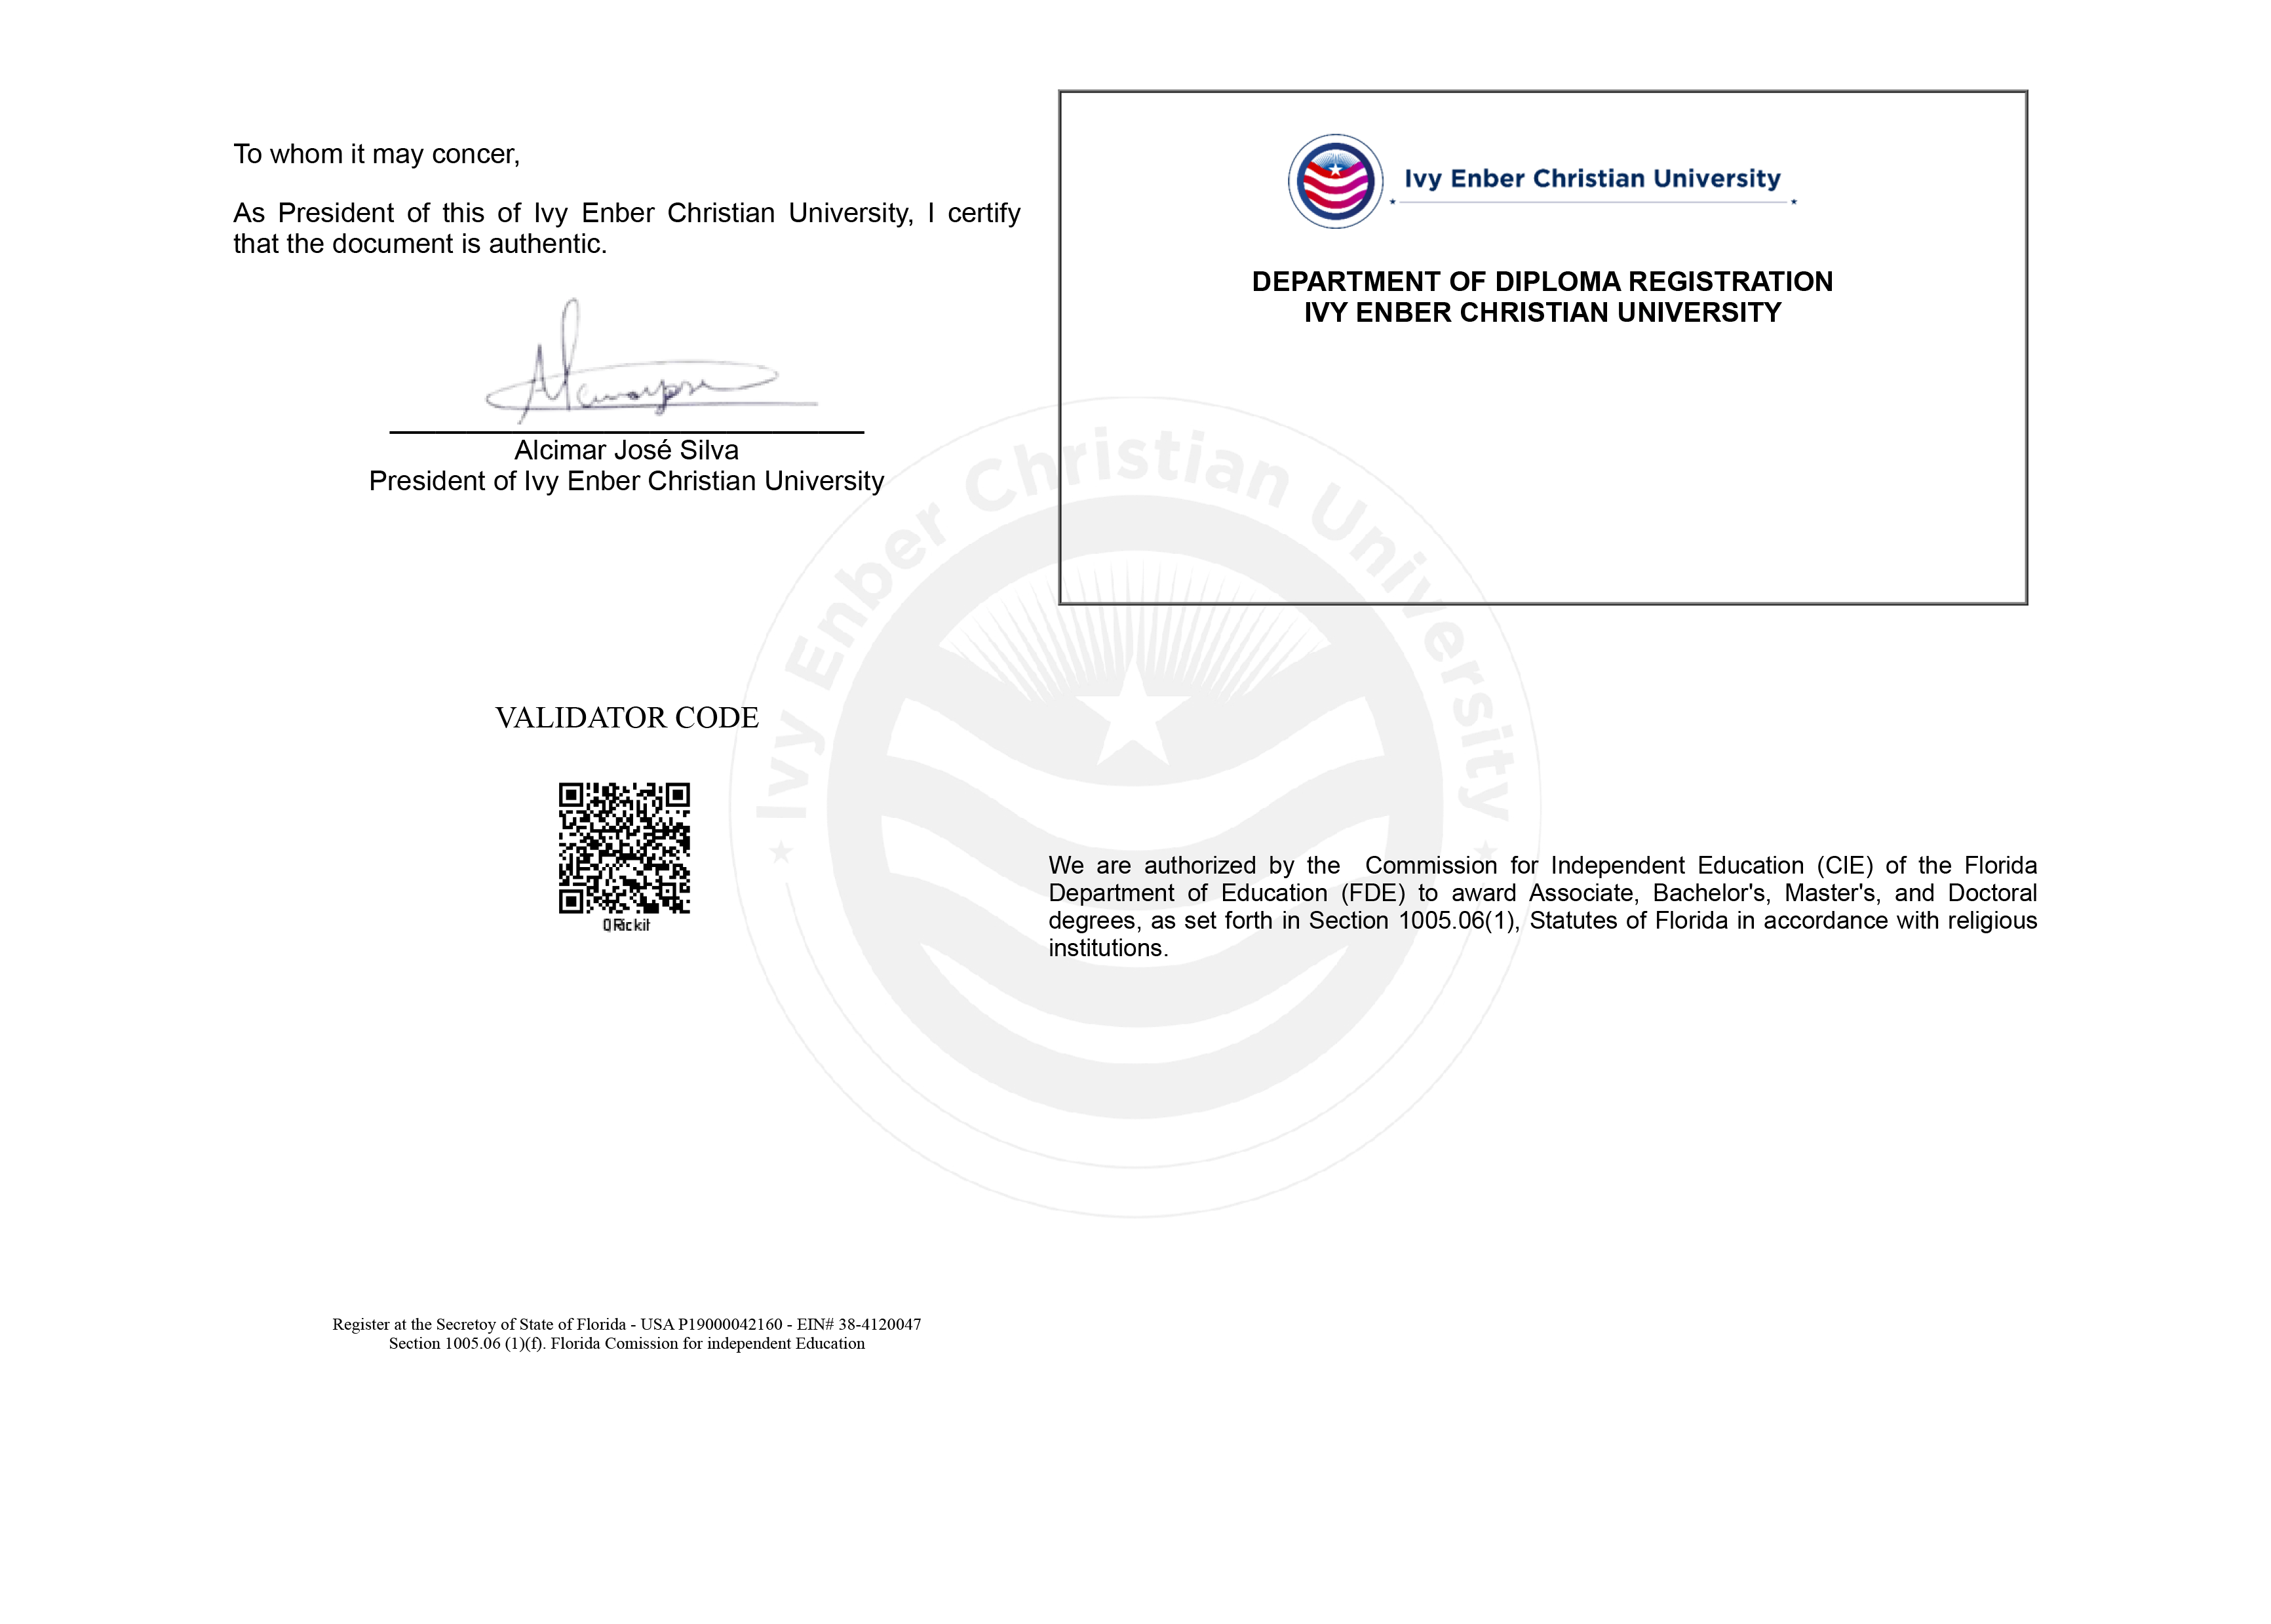 To whom it may concer,
As President of this of Ivy Enber Christian University, I certify
that the document is authentic.
Alcimar José Silva
President of Ivy Enber Christian University
Ivy Enber Christian University
DEPARTMENT OF DIPLOMA REGISTRATION
IVY ENBER CHRISTIAN UNIVERSITY
Ivy Enber Christian University
VALIDATOR CODE
QRickit
We are authorized by the Commission for Independent Education (CIE) of the Florida
Department of Education (FDE) to award Associate, Bachelor's, Master's, and Doctoral
degrees, as set forth in Section 1005.06(1), Statutes of Florida in accordance with religious
institutions.
Register at the Secretoy of State of Florida - USA P19000042160 - EIN# 38-4120047
Section 1005.06 (1)(f). Florida Comission for independent Education